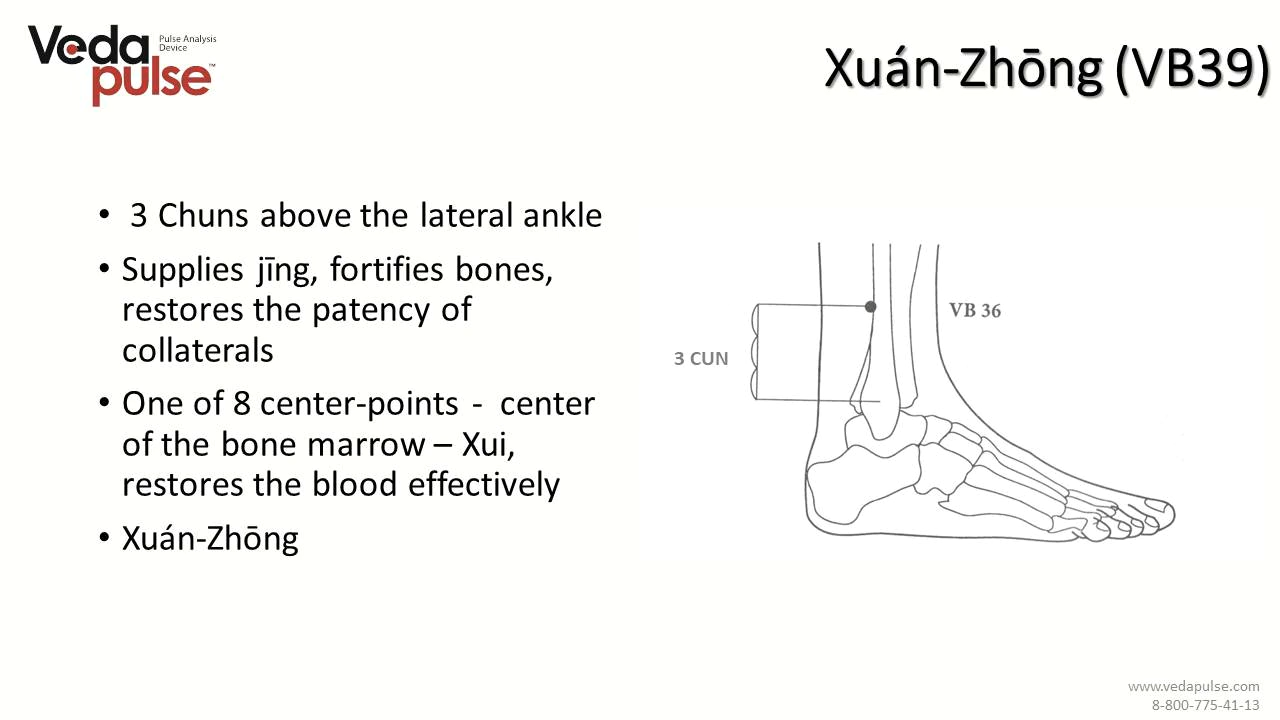 Veda
pulse™
Pulse Analysis
Device
Xuán-Zhōng (VB39)
• 3 Chuns above the lateral ankle
• Supplies jīng, fortifies bones,
restores the patency of
collaterals
• One of 8 center-points - center
of the bone marrow – Xui,
restores the blood effectively
• Xuán-Zhōng
VB 36
3 CUN
www.vedapulse.com
8-800-775-41-13